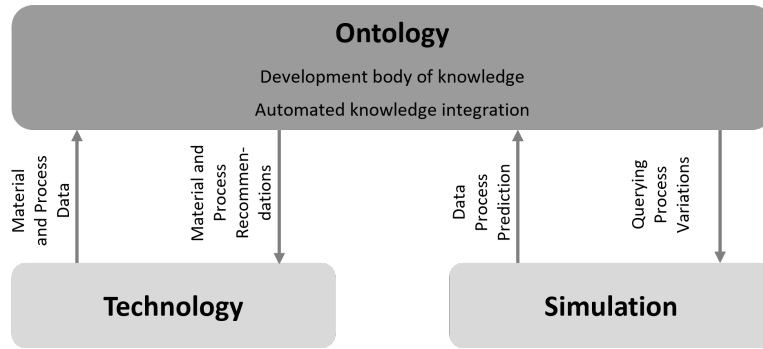 Ontology
Development body of knowledge
Automated knowledge integration
Material
and Process
Data
Material and
Process
Recommen-
dations
Data
Process
Prediction
Querying
Process
Variations
Technology
Simulation